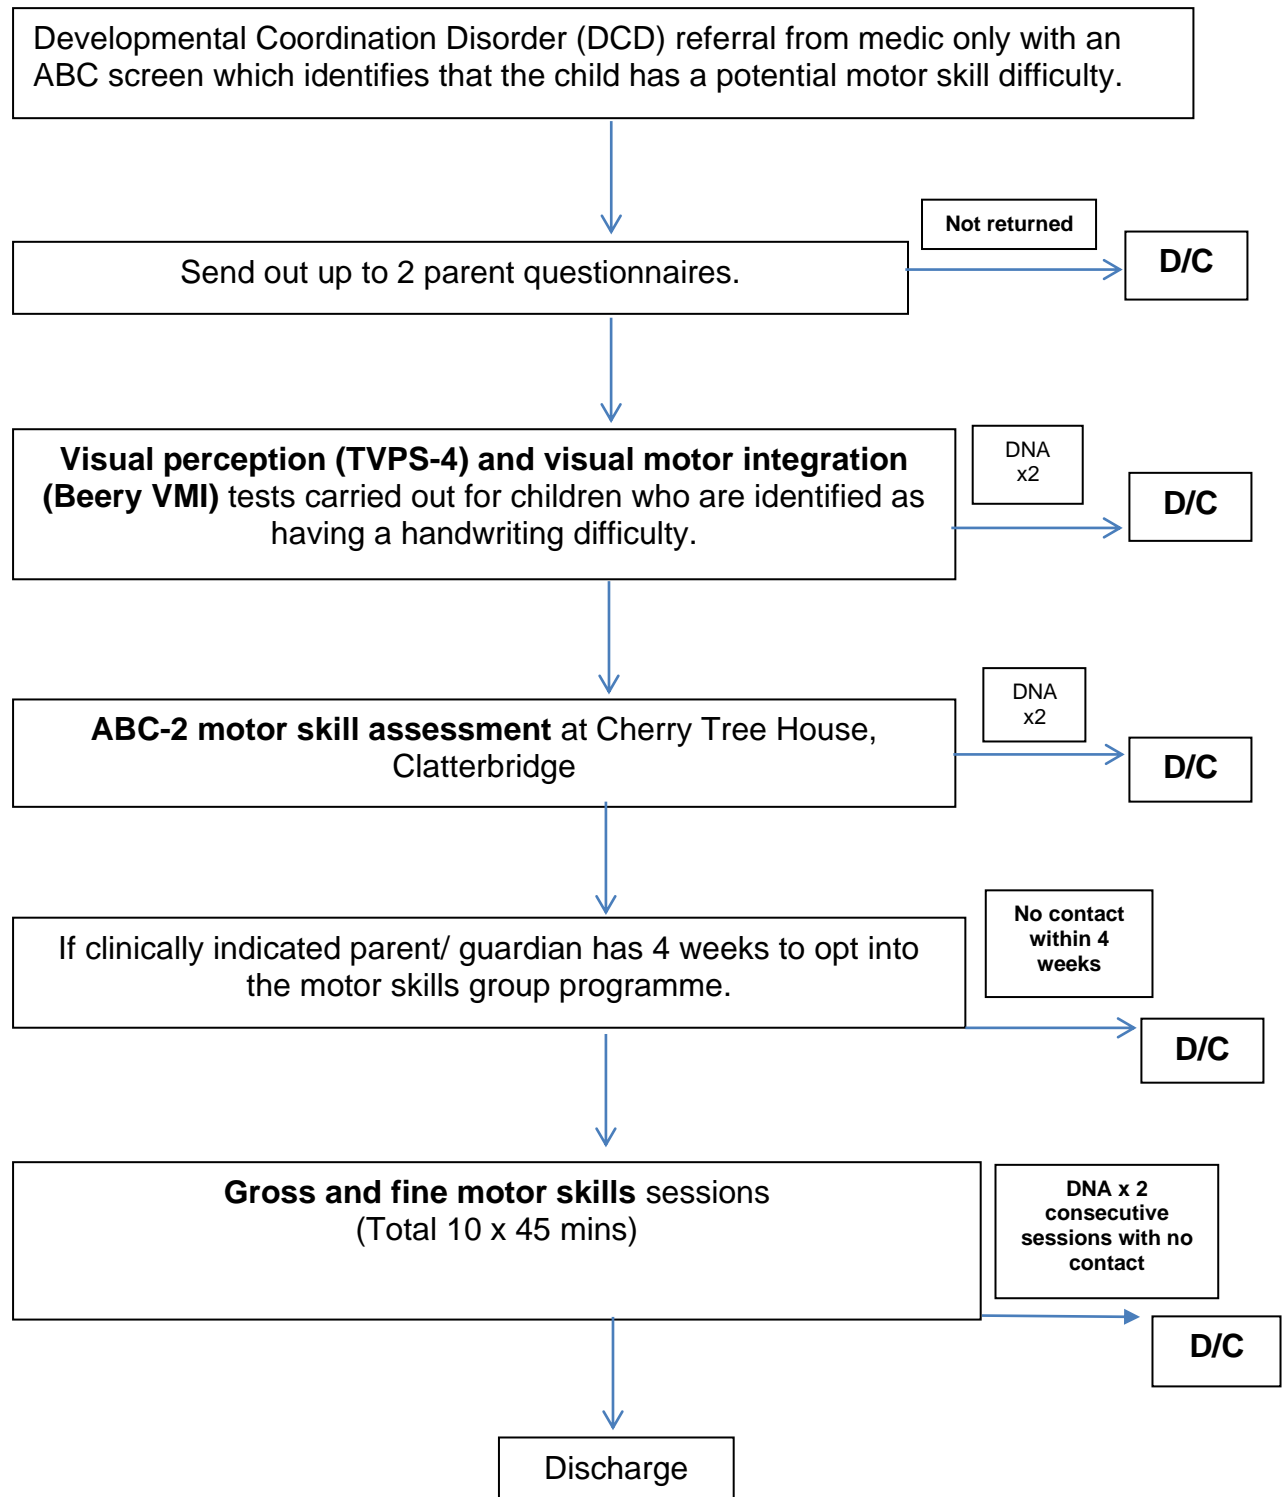 Developmental Coordination Disorder (DCD) referral from medic only with an
ABC screen which identifies that the child has a potential motor skill difficulty.
Send out up to 2 parent questionnaires.
Not returned
D/C
Visual perception (TVPS-4) and visual motor integration
(Beery VMI) tests carried out for children who are identified as
having a handwriting difficulty.
DNA
x2
D/C
ABC-2 motor skill assessment at Cherry Tree House,
Clatterbridge
DNA
x2
D/C
If clinically indicated parent/ guardian has 4 weeks to opt into
the motor skills group programme.
No contact
within 4
weeks
D/C
Gross and fine motor skills sessions
(Total 10 x 45 mins)
DNA x 2
consecutive
sessions with no
contact
D/C
Discharge